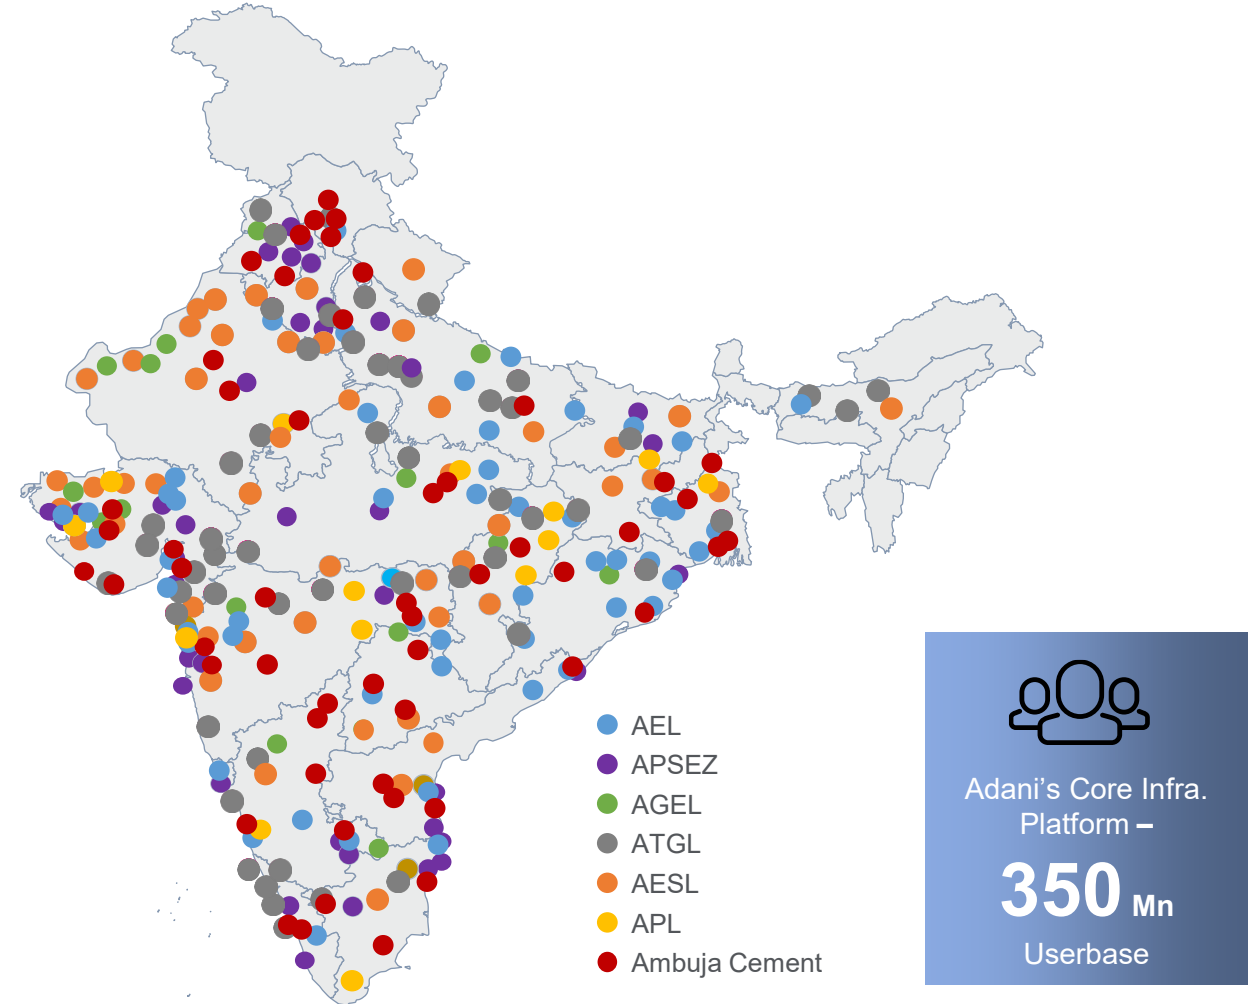 AEL
APSEZ
AGEL
ATGL
AESL
APL
Ambuja Cement
Adani’s Core Infra.
Platform –
350 Mn
Userbase